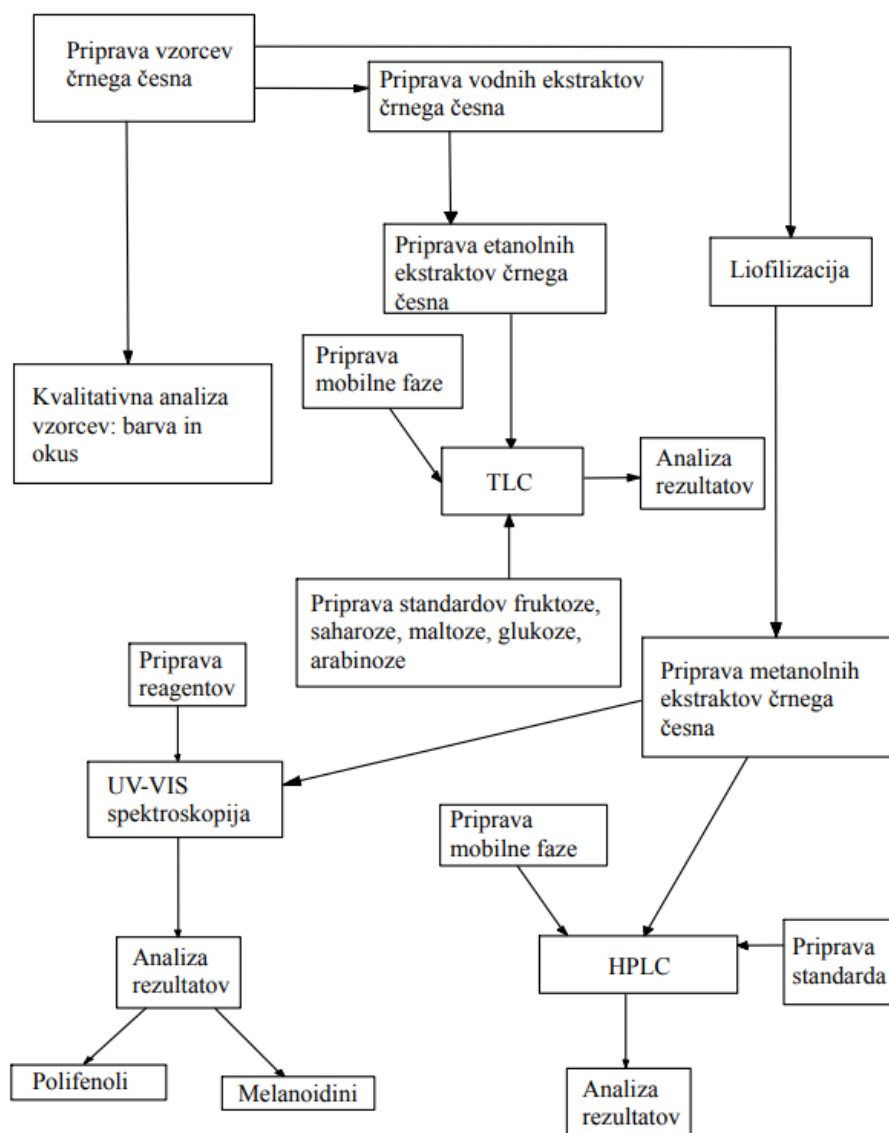 Priprava vzorcev
črnega česna
Priprava vodnih ekstraktov
črnega česna
Priprava etanolnih
ekstraktov črnega
česna
Liofilizacija
Priprava
mobilne faze
Kvalitativna analiza
vzorcev: barva in
okus
TLC
Analiza
rezultatov
Priprava standardov fruktoze,
saharoze, maltoze, glukoze,
arabinoze
Priprava
reagentov
Priprava metanolnih
ekstraktov črnega
česna
UV-VIS
spektroskopija
Priprava
mobilne faze
Analiza
rezultatov
HPLC
Priprava
standarda
Polifenoli
Melanoidini
Analiza
rezultatov